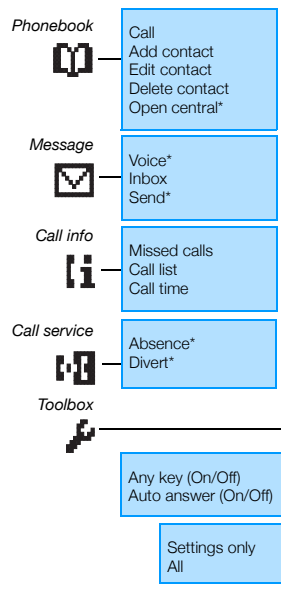 Phonebook
Call
Add contact
Edit contact
Delete contact
Open central*
Message
Voice*
Inbox
Send*
Call info
Missed calls
Call list
Call time
Call service
Absence*
Divert*
Toolbox
Any key (On/Off)
Auto answer (On/Off)
Settings only
All